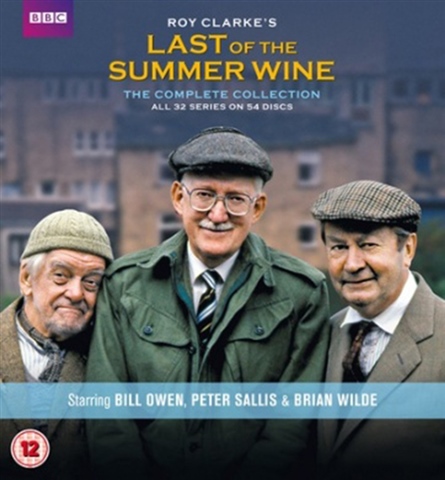 BBC
ROY CLARKE'S
LAST OF THE
SUMMER WINE
THE COMPLETE COLLECTION
ALL 32 SERIES ON 54 DISCS
Starring BILL OWEN, PETER SALLIS & BRIAN WILDE
12